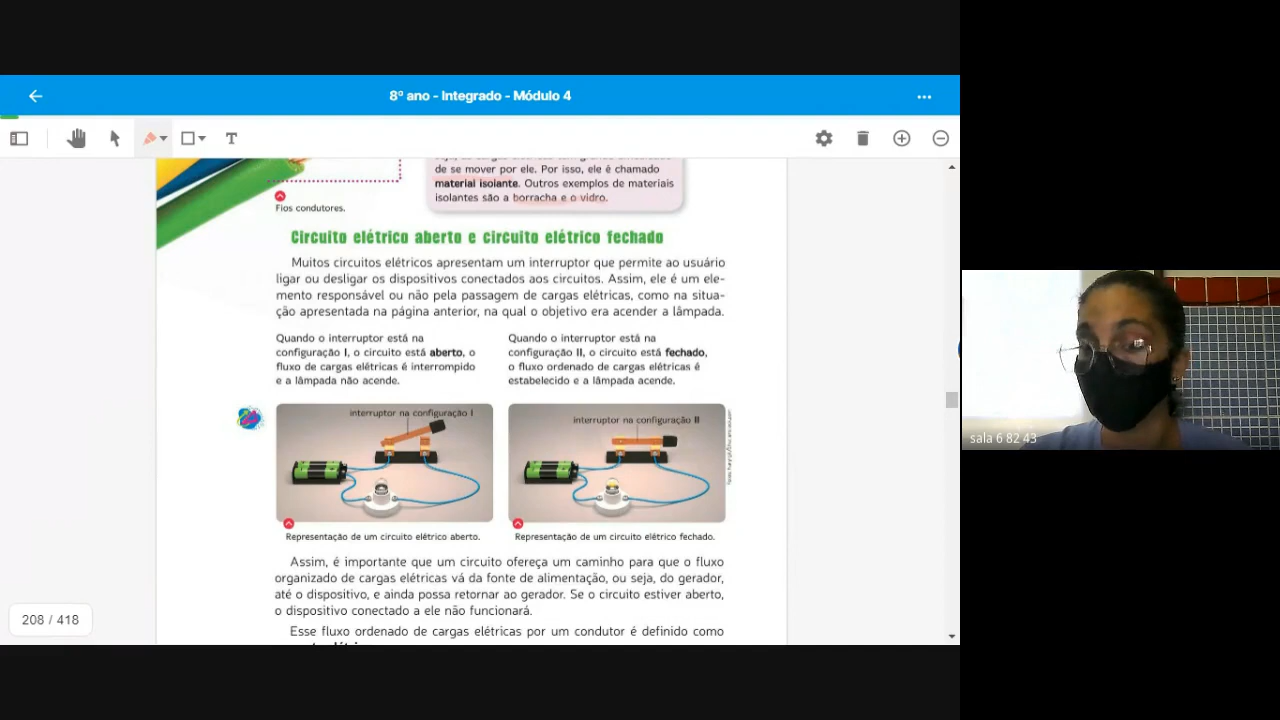 8º ano - Integrado - Módulo 4
T
de se mover por ele. Por isso, ele é chamado
material isolante. Outros exemplos de materiais
isolantes são a borracha e o vidro.
Fios condutores.
Circuito elétrico aberto e circuito elétrico fechado
Muitos circuitos elétricos apresentam um interruptor que permite ao usuário
ligar ou desligar os dispositivos conectados aos circuitos. Assim, ele é um ele-
mento responsável ou não pela passagem de cargas elétricas, como na situa-
ção apresentada na página anterior, na qual o objetivo era acender a lâmpada.
Quando o interruptor está na
configuração I, o circuito está aberto, o
fluxo de cargas elétricas é interrompido
e a lâmpada não acende.
Quando o interruptor está na
configuração II, o circuito está fechado,
o fluxo ordenado de cargas elétricas é
estabelecido e a lâmpada acende.
interruptor na configuração I
interruptor na configuração II
Representação de um circuito elétrico aberto.
Representação de um circuito elétrico fechado.
Assim, é importante que um circuito ofereça um caminho para que o fluxo
organizado de cargas elétricas vá da fonte de alimentação, ou seja, do gerador,
até o dispositivo, e ainda possa retornar ao gerador. Se o circuito estiver aberto,
o dispositivo conectado a ele não funcionará.
Esse fluxo ordenado de cargas elétricas por um condutor é definido como
208 / 418
sala 6 82 43